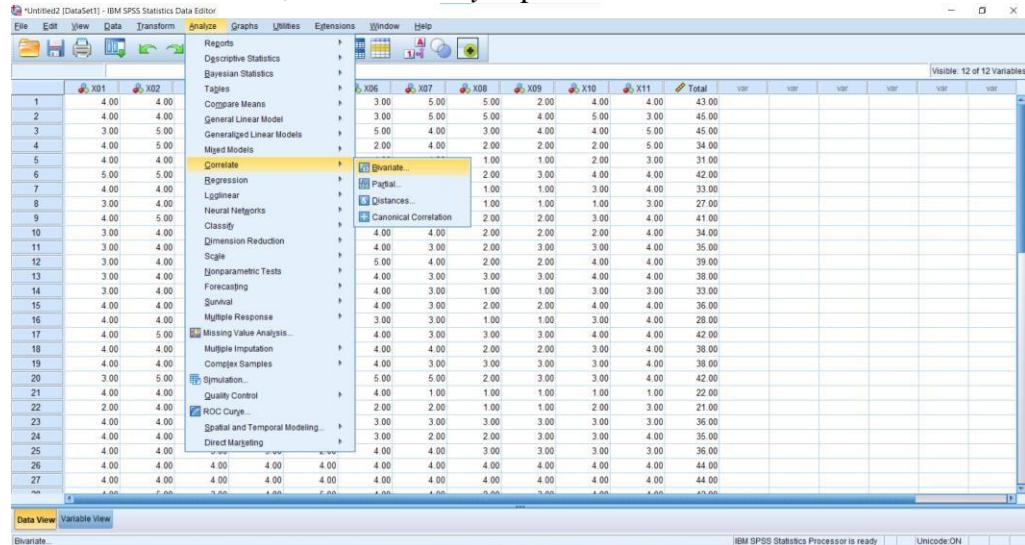 *Untitled2 [DataSet1] - IBM SPSS Statistics Data Editor
File Edit View Data Transform Analyze Graphs Utilities Extensions Window Help
Visible: 12 of 12 Variables
X01 X02 X06 X07 X08 X09 X10 X11 Total var var var var var
1 4.00 4.00 3.00 5.00 5.00 2.00 4.00 4.00 43.00
2 4.00 4.00 3.00 5.00 5.00 4.00 5.00 3.00 45.00
3 3.00 5.00 5.00 4.00 3.00 4.00 4.00 5.00 45.00
4 4.00 5.00 2.00 4.00 2.00 2.00 2.00 5.00 34.00
5 4.00 4.00 1.00 1.00 2.00 3.00 31.00
6 5.00 5.00 2.00 3.00 4.00 4.00 42.00
7 4.00 4.00 1.00 1.00 3.00 4.00 33.00
8 3.00 4.00 1.00 1.00 1.00 3.00 27.00
9 4.00 5.00 2.00 2.00 3.00 4.00 41.00
10 3.00 4.00 4.00 4.00 2.00 2.00 2.00 4.00 34.00
11 3.00 4.00 4.00 3.00 2.00 3.00 3.00 4.00 35.00
12 3.00 4.00 5.00 4.00 2.00 2.00 4.00 4.00 39.00
13 3.00 4.00 4.00 3.00 3.00 3.00 4.00 4.00 38.00
14 3.00 4.00 4.00 3.00 1.00 1.00 3.00 3.00 33.00
15 4.00 4.00 4.00 3.00 2.00 2.00 4.00 4.00 36.00
16 4.00 4.00 3.00 3.00 1.00 1.00 3.00 4.00 28.00
17 4.00 5.00 4.00 3.00 3.00 3.00 4.00 4.00 42.00
18 4.00 4.00 4.00 4.00 2.00 2.00 3.00 4.00 38.00
19 4.00 4.00 4.00 3.00 3.00 3.00 3.00 4.00 38.00
20 3.00 5.00 5.00 5.00 2.00 3.00 3.00 4.00 42.00
21 4.00 4.00 4.00 1.00 1.00 1.00 1.00 1.00 22.00
22 2.00 4.00 2.00 2.00 1.00 1.00 2.00 3.00 21.00
23 4.00 4.00 3.00 3.00 3.00 3.00 3.00 3.00 36.00
24 4.00 4.00 3.00 2.00 2.00 3.00 3.00 4.00 35.00
25 4.00 4.00 4.00 4.00 3.00 3.00 3.00 3.00 36.00
26 4.00 4.00 4.00 4.00 4.00 4.00 4.00 4.00 4.00 4.00 4.00 44.00
27 4.00 4.00 4.00 4.00 4.00 4.00 4.00 4.00 4.00 4.00 4.00 44.00
Reports
Descriptive Statistics
Bayesian Statistics
Tables
Compare Means
General Linear Model
Generalized Linear Models
Mixed Models
Correlate
Regression
Loglinear
Neural Networks
Classify
Dimension Reduction
Scale
Nonparametric Tests
Forecasting
Survival
Multiple Response
Missing Value Analysis...
Multiple Imputation
Complex Samples
Simulation...
Quality Control
ROC Curve...
Spatial and Temporal Modeling...
Direct Marketing
Bivariate...
Partial...
Distances...
Canonical Correlation
Data View Variable View
Bivariate... IBM SPSS Statistics Processor is ready Unicode:ON